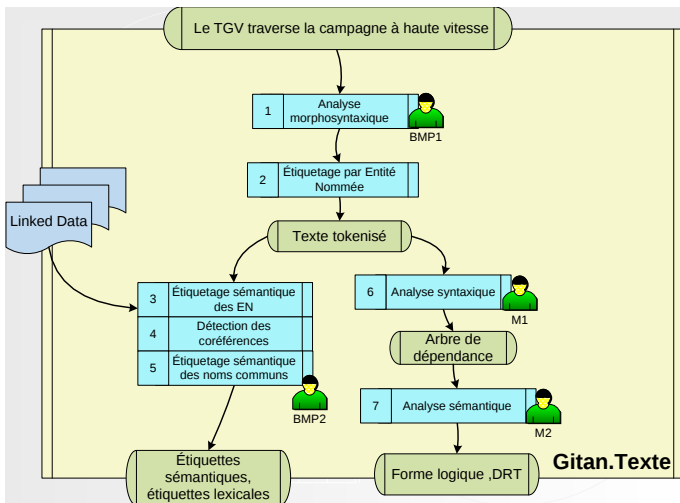 Le TGV traverse la campagne à haute vitesse
1
Analyse
morphosyntaxique
BMP1
2
Étiquetage par Entité
Nommée
Linked Data
Texte tokenisé
3
Étiquetage sémantique
des EN
4
Détection des
coréférences
5
Étiquetage sémantique
des noms communs
BMP2
6
Analyse syntaxique
M1
Arbre de
dépendance
7
Analyse sémantique
M2
Étiquettes
sémantiques,
étiquettes lexicales
Forme logique ,DRT
Gitan.Texte